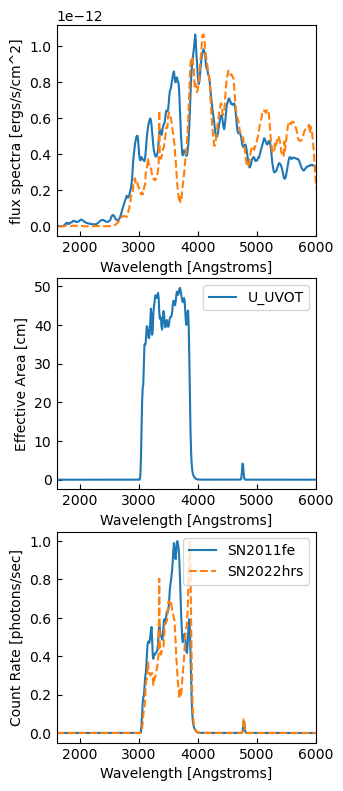 1e−12
flux spectra [ergs/s/cm^2]
1.0
0.8
0.6
0.4
0.2
0.0
2000 3000 4000 5000 6000
Wavelength [Angstroms]
U_UVOT
Effective Area [cm]
50
40
30
20
10
0
2000 3000 4000 5000 6000
Wavelength [Angstroms]
SN2011fe
SN2022hrs
Count Rate [photons/sec]
1.0
0.8
0.6
0.4
0.2
0.0
2000 3000 4000 5000 6000
Wavelength [Angstroms]